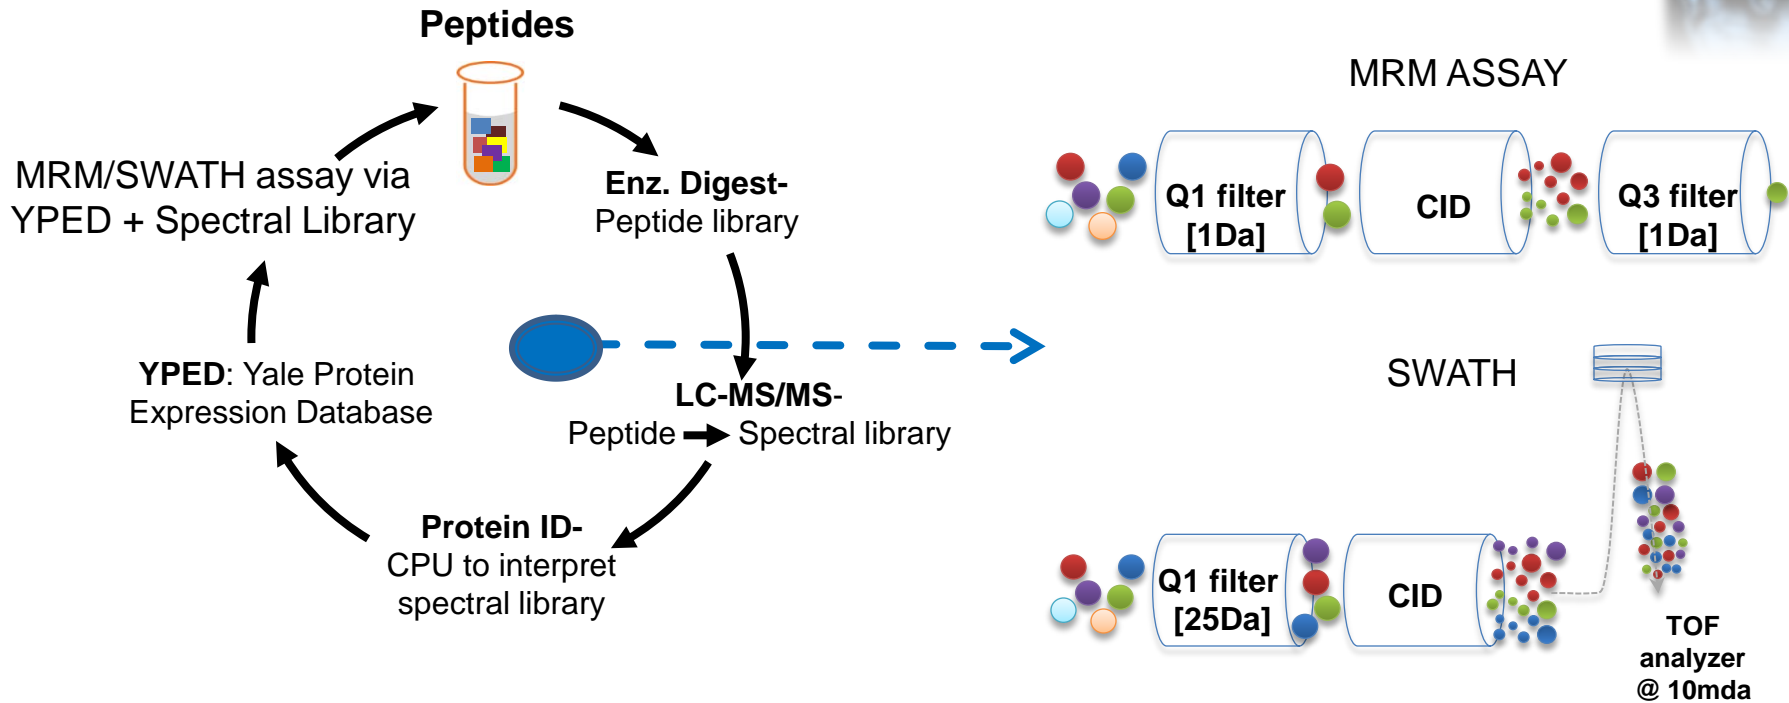 Peptides
Enz. Digest-
Peptide library
LC-MS/MS-
Peptide Spectral library
Protein ID-
CPU to interpret
spectral library
YPED: Yale Protein
Expression Database
MRM/SWATH assay via
YPED + Spectral Library
MRM ASSAY
Q1 filter
[1Da]
CID
Q3 filter
[1Da]
SWATH
Q1 filter
[25Da]
CID
TOF
analyzer
@ 10mda